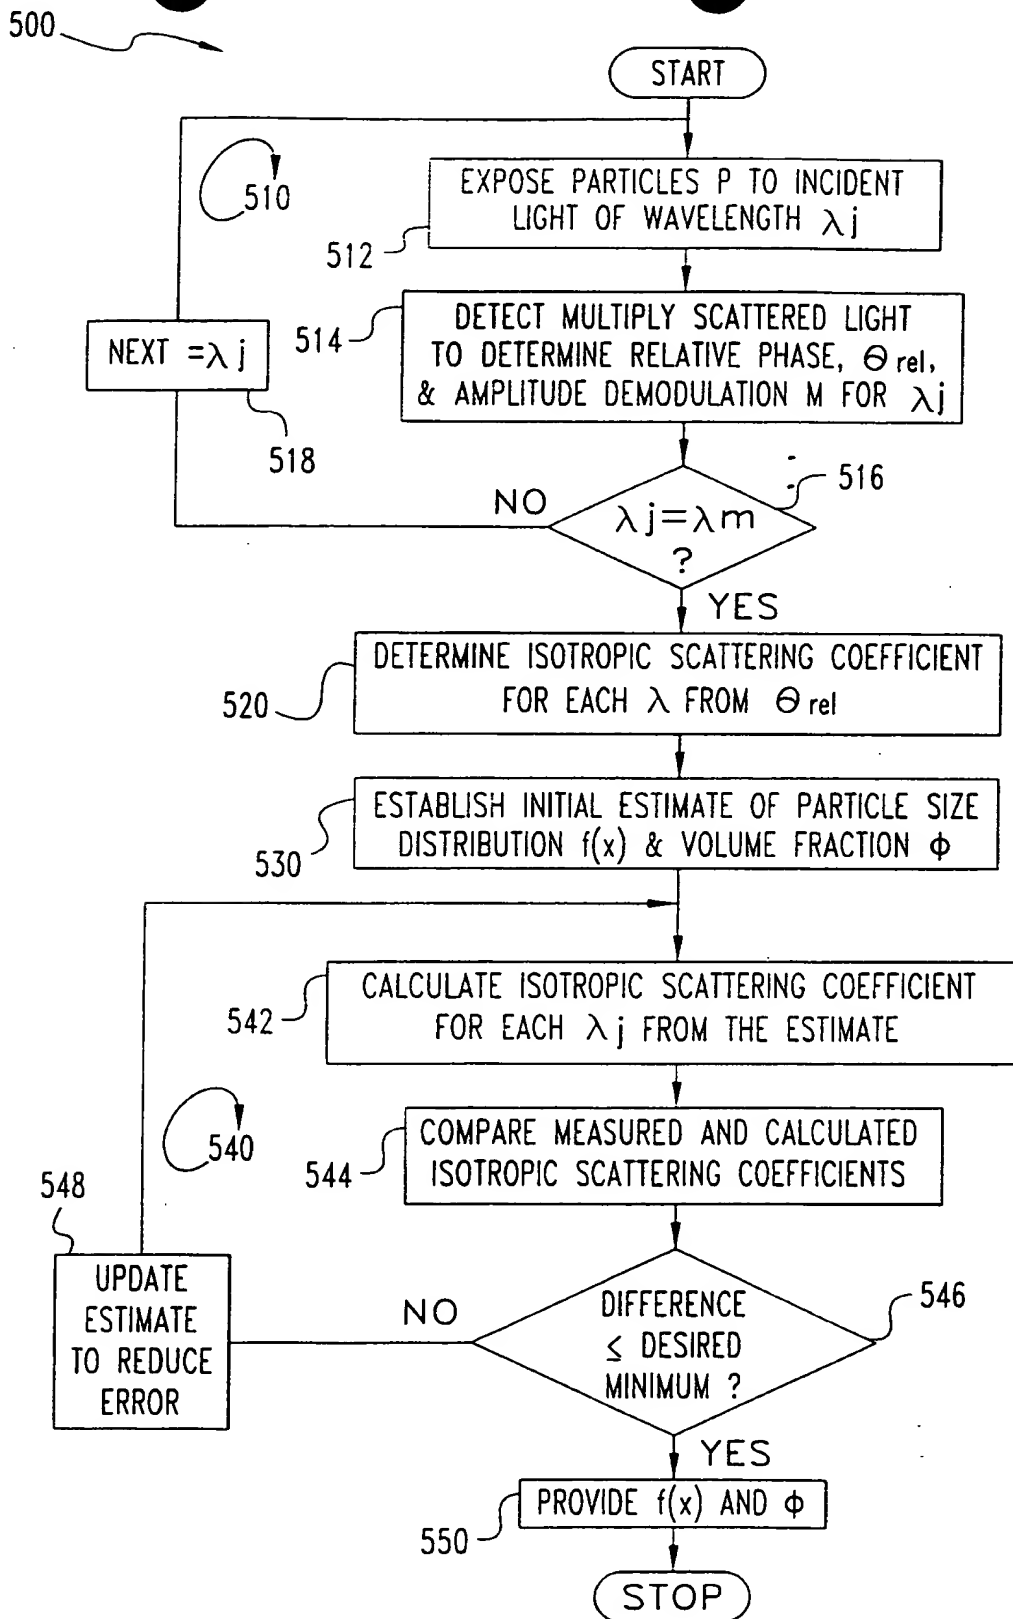 500
START
510
EXPOSE PARTICLES P TO INCIDENT
LIGHT OF WAVELENGTH λj
512
DETECT MULTIPLY SCATTERED LIGHT
TO DETERMINE RELATIVE PHASE, Θrel,
& AMPLITUDE DEMODULATION M FOR λj
514
NEXT =λj
518
516
NO
λj=λm
?
YES
DETERMINE ISOTROPIC SCATTERING COEFFICIENT
FOR EACH λ FROM Θrel
520
ESTABLISH INITIAL ESTIMATE OF PARTICLE SIZE
DISTRIBUTION f(x) & VOLUME FRACTION ϕ
530
CALCULATE ISOTROPIC SCATTERING COEFFICIENT
FOR EACH λj FROM THE ESTIMATE
542
540
COMPARE MEASURED AND CALCULATED
ISOTROPIC SCATTERING COEFFICIENTS
544
548
UPDATE
ESTIMATE
TO REDUCE
ERROR
NO
DIFFERENCE
≤ DESIRED
MINIMUM ?
546
YES
PROVIDE f(x) AND ϕ
550
STOP